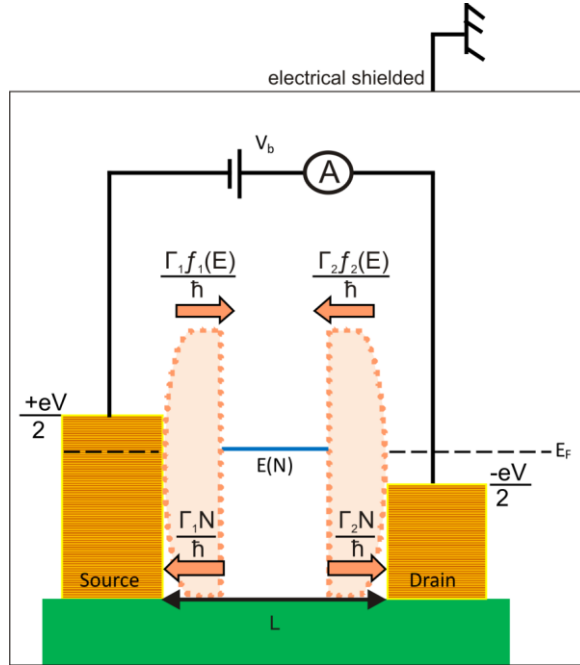 electrical shielded
V_b
A
Γ₁f₁(E)
ħ
Γ₂f₂(E)
ħ
+eV
2
E_F
E(N)
-eV
2
Γ₁N
ħ
Γ₂N
ħ
Source
Drain
L